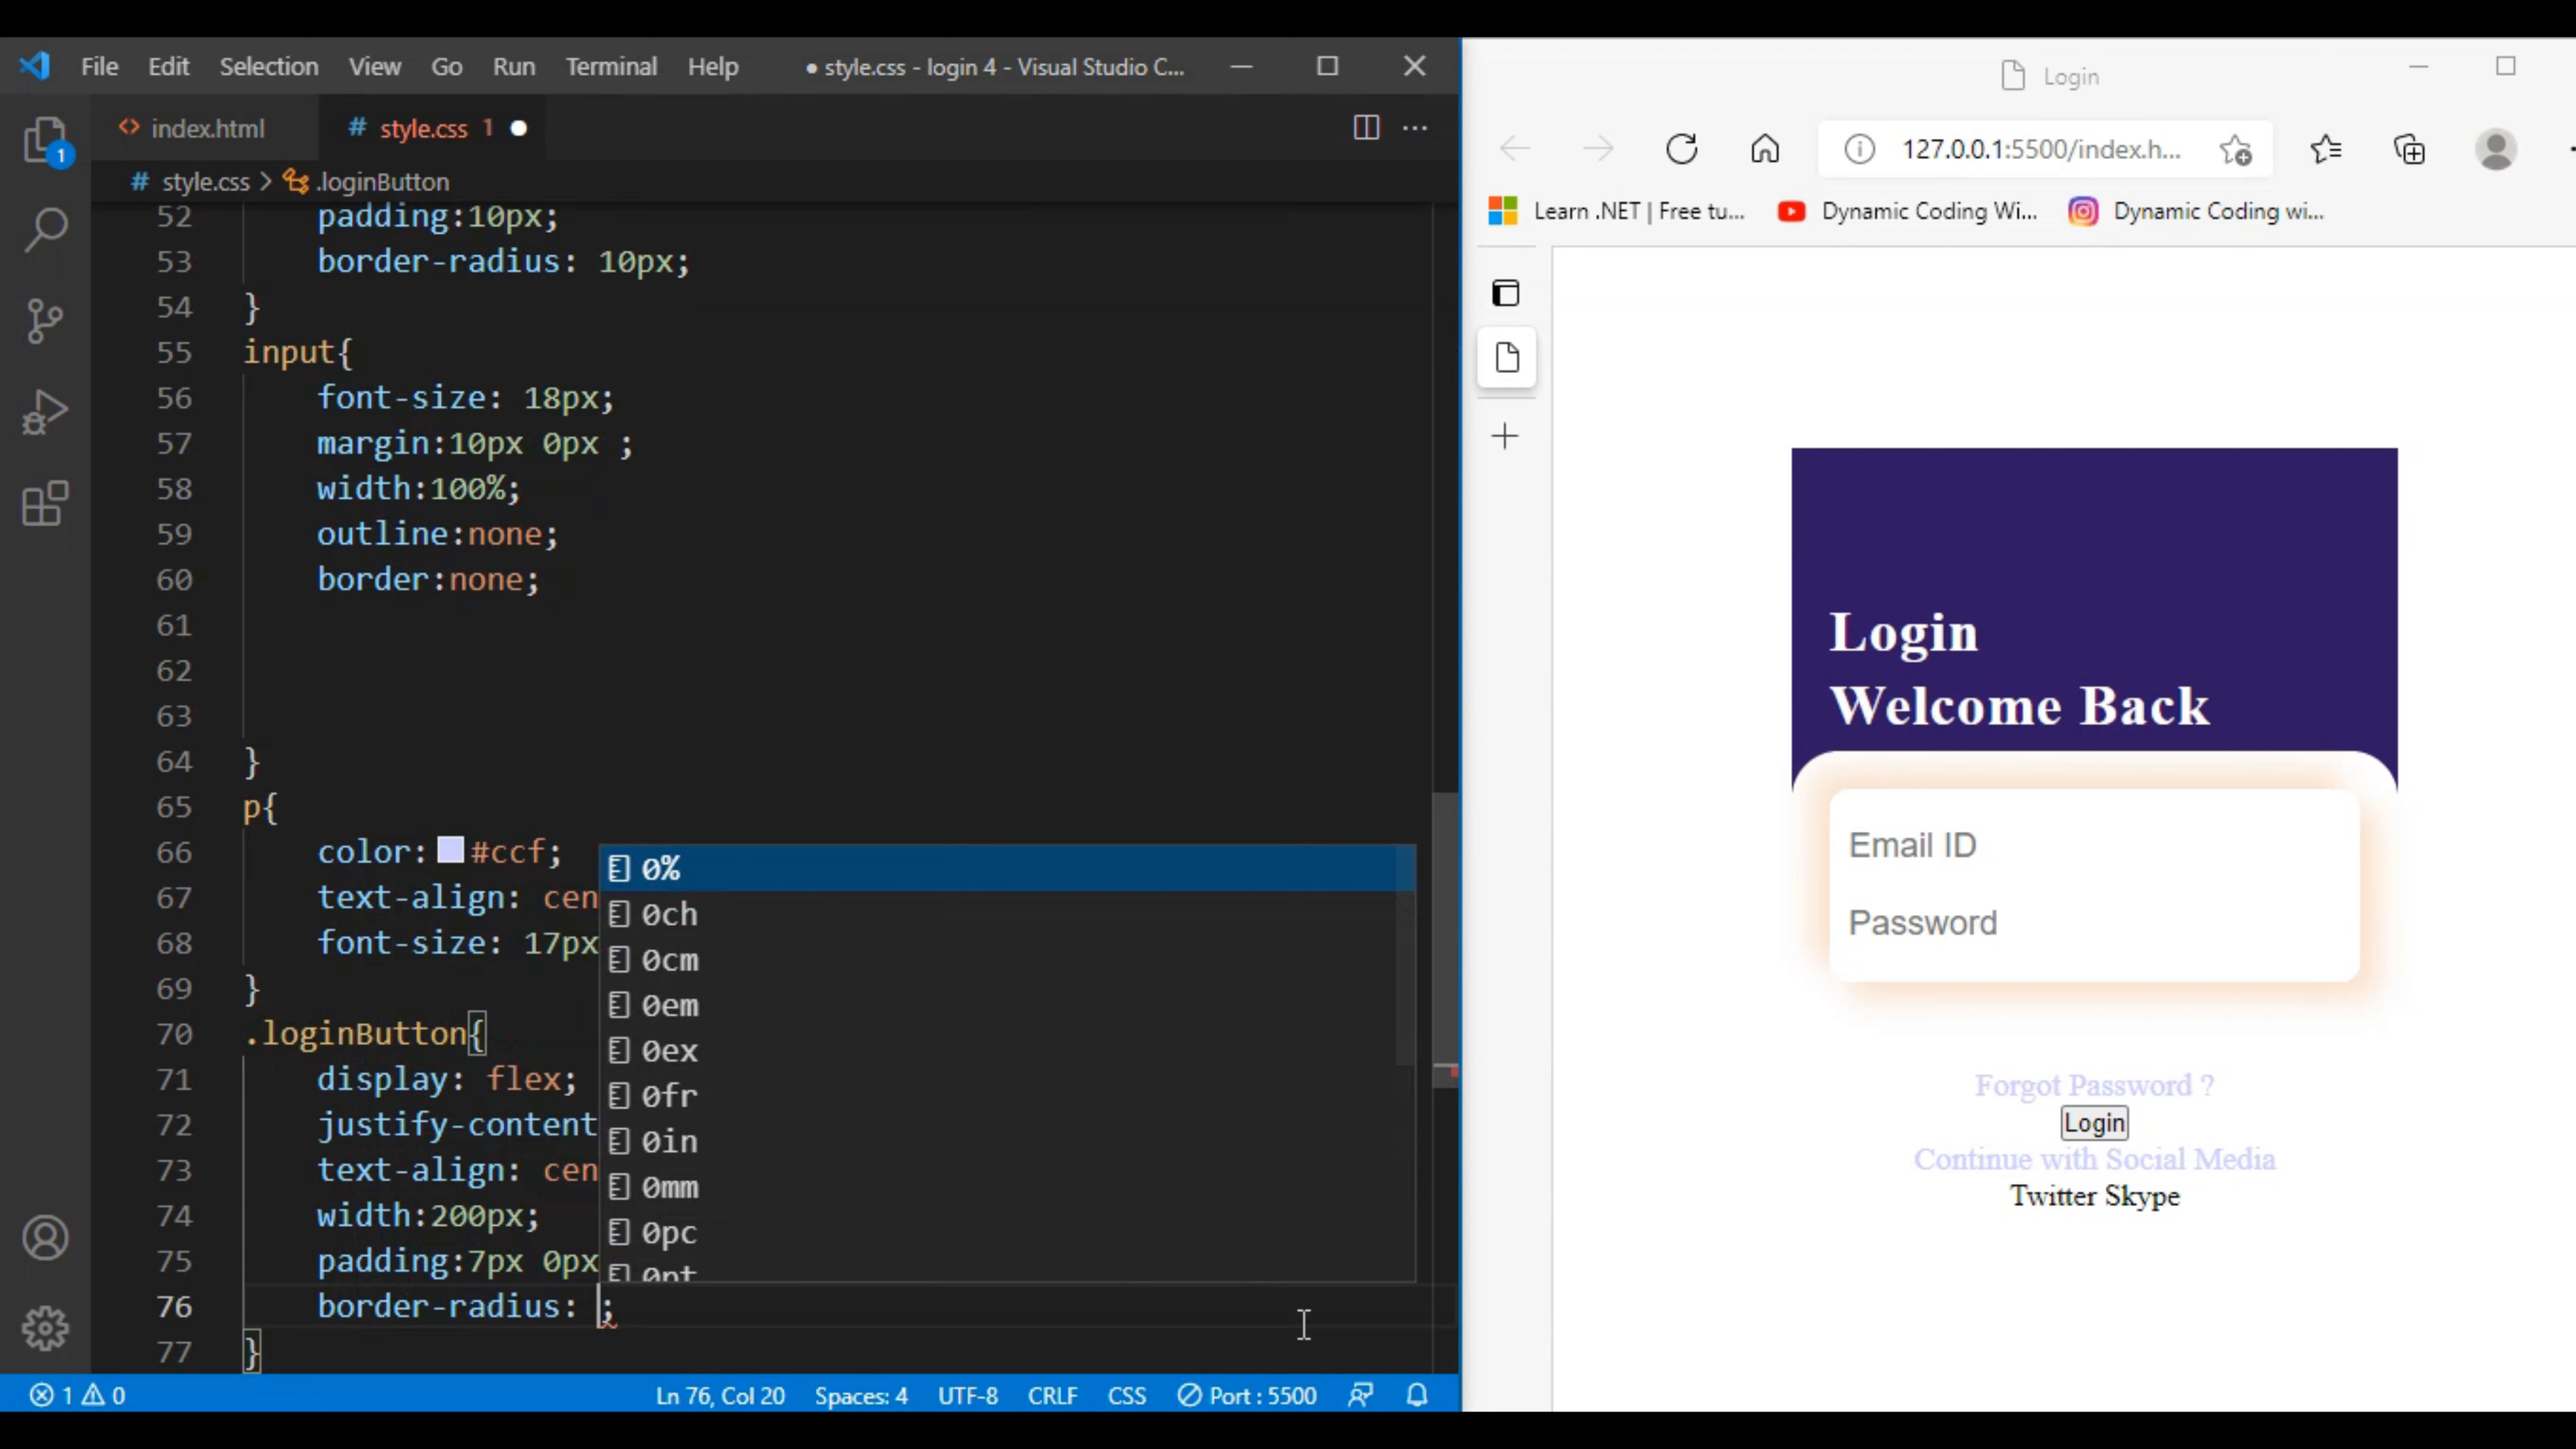 File Edit Selection View Go Run Terminal Help ● style.css - login 4 - Visual Studio C...
<> index.html # style.css 1
# style.css > .loginButton
52 padding:10px;
53 border-radius: 10px;
54 }
55 input{
56 font-size: 18px;
57 margin:10px 0px ;
58 width:100%;
59 outline:none;
60 border:none;
61
62
63
64 }
65 p{
66 color: #ccf;
67 text-align: cen
68 font-size: 17px
69 }
70 .loginButton{
71 display: flex;
72 justify-content
73 text-align: cen
74 width:200px;
75 padding:7px 0px
76 border-radius: ;
77 }
0%
0ch
0cm
0em
0ex
0fr
0in
0mm
0pc
0pt
1
1 0 Ln 76, Col 20 Spaces: 4 UTF-8 CRLF CSS Port : 5500
Login
127.0.0.1:5500/index.h...
Learn .NET | Free tu... Dynamic Coding Wi... Dynamic Coding wi...
Login
Welcome Back
Email ID
Password
Forgot Password ?
Login
Continue with Social Media
Twitter Skype